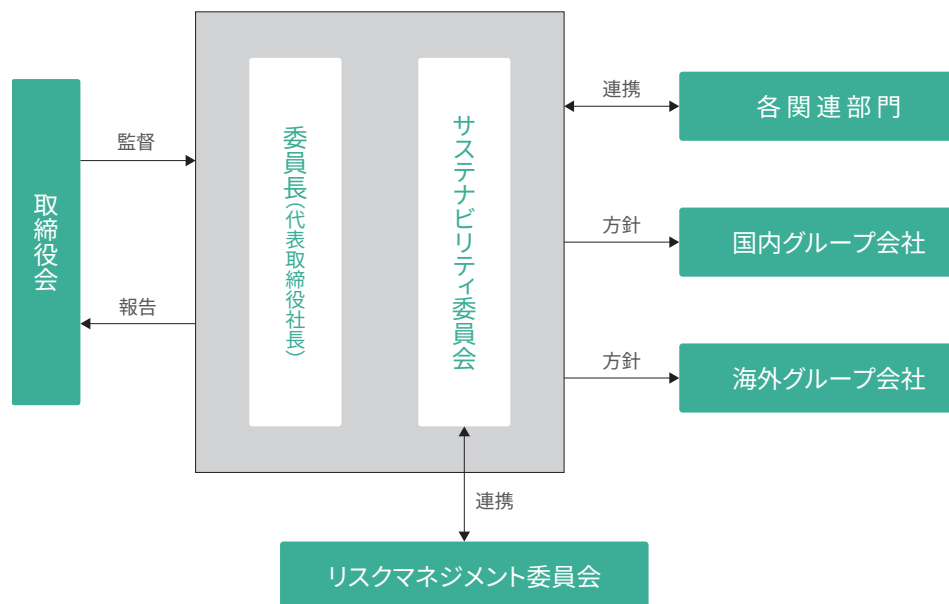 取締役会
監督
報告
委員長(代表取締役社長)
サステナビリティ委員会
連携
各関連部門
方針
国内グループ会社
方針
海外グループ会社
連携
リスクマネジメント委員会